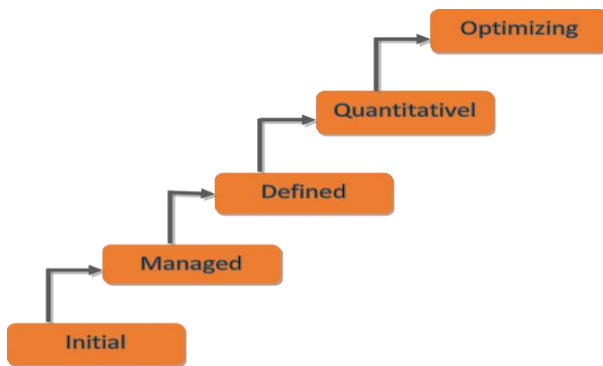 Optimizing
Quantitativel
Defined
Managed
Initial